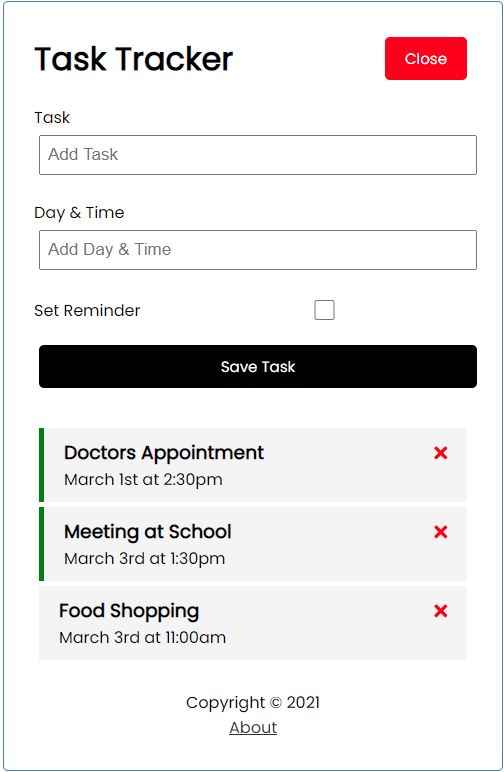 Task Tracker
Close
Task
Add Task
Day & Time
Add Day & Time
Set Reminder
Save Task
Doctors Appointment
March 1st at 2:30pm
Meeting at School
March 3rd at 1:30pm
Food Shopping
March 3rd at 11:00am
Copyright © 2021
About